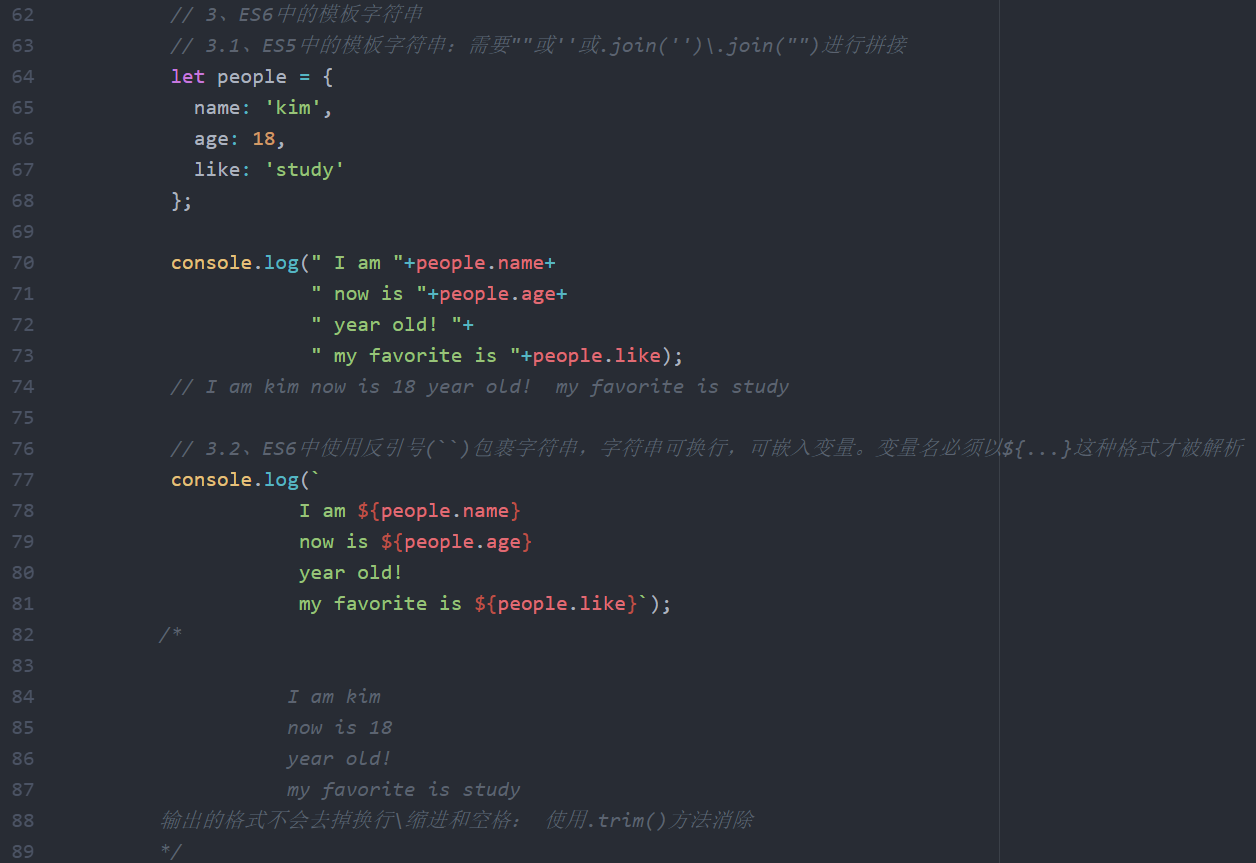 62 // 3、ES6中的模板字符串
63 // 3.1、ES5中的模板字符串：需要""或''或.join('')\.join("")进行拼接
64 let people = {
65 name: 'kim',
66 age: 18,
67 like: 'study'
68 };
69
70 console.log(" I am "+people.name+
71 " now is "+people.age+
72 " year old! "+
73 " my favorite is "+people.like);
74 // I am kim now is 18 year old!  my favorite is study
75
76 // 3.2、ES6中使用反引号(``)包裹字符串，字符串可换行，可嵌入变量。变量名必须以${...}这种格式才被解析
77 console.log(`
78 I am ${people.name}
79 now is ${people.age}
80 year old!
81 my favorite is ${people.like}`);
82 /*
83
84 I am kim
85 now is 18
86 year old!
87 my favorite is study
88 输出的格式不会去掉换行\缩进和空格： 使用.trim()方法消除
89 */